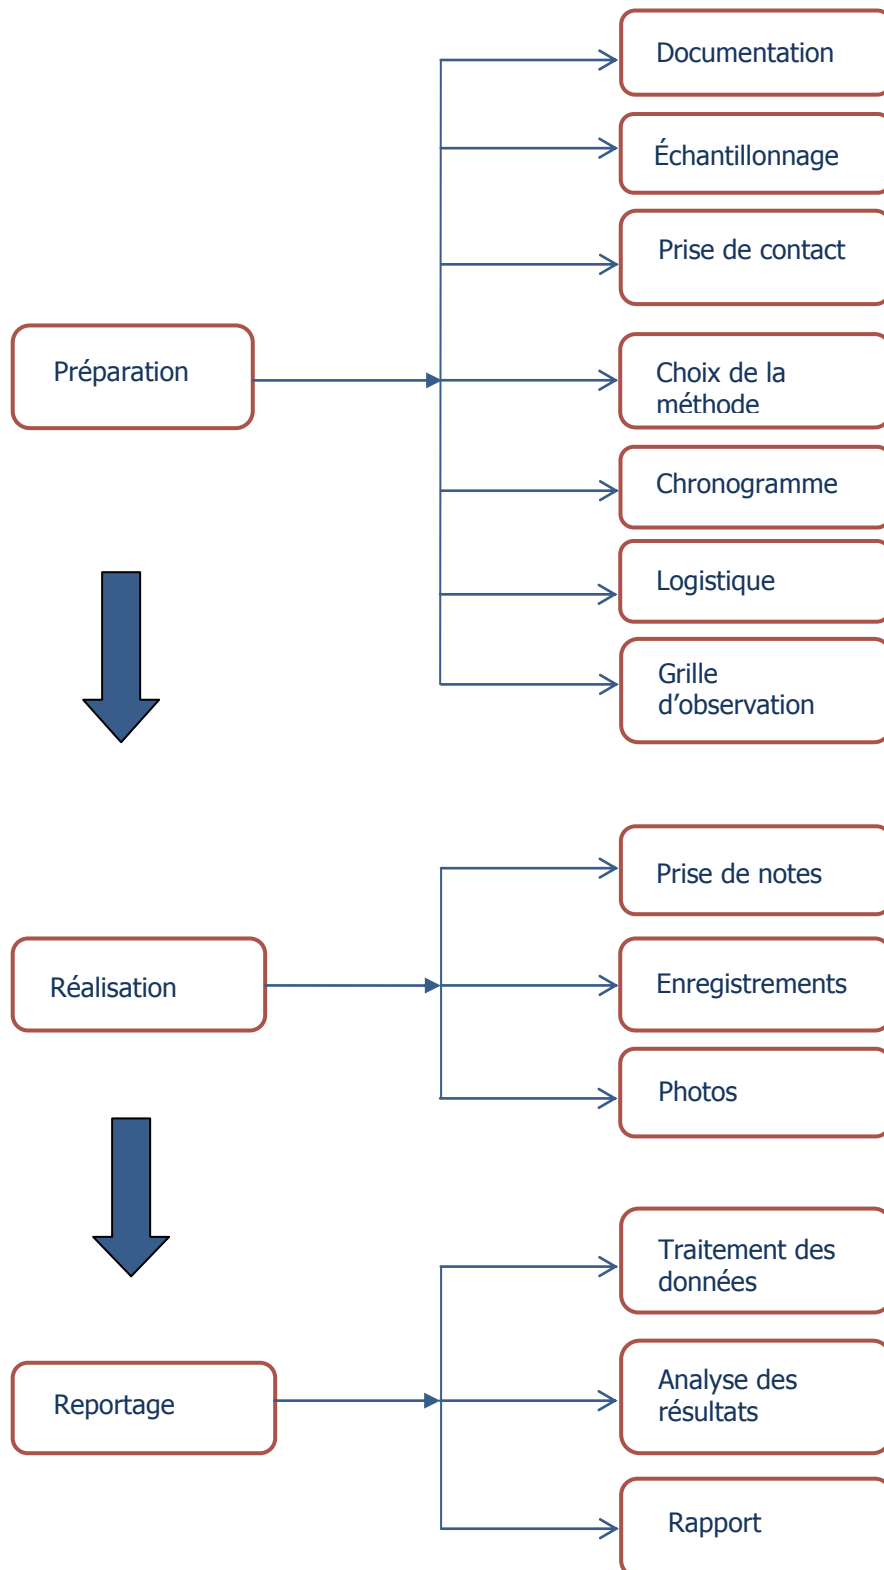 Préparation
Documentation
Échantillonnage
Prise de contact
Choix de la
méthode
Chronogramme
Logistique
Grille
d’observation
Réalisation
Prise de notes
Enregistrements
Photos
Reportage
Traitement des
données
Analyse des
résultats
Rapport